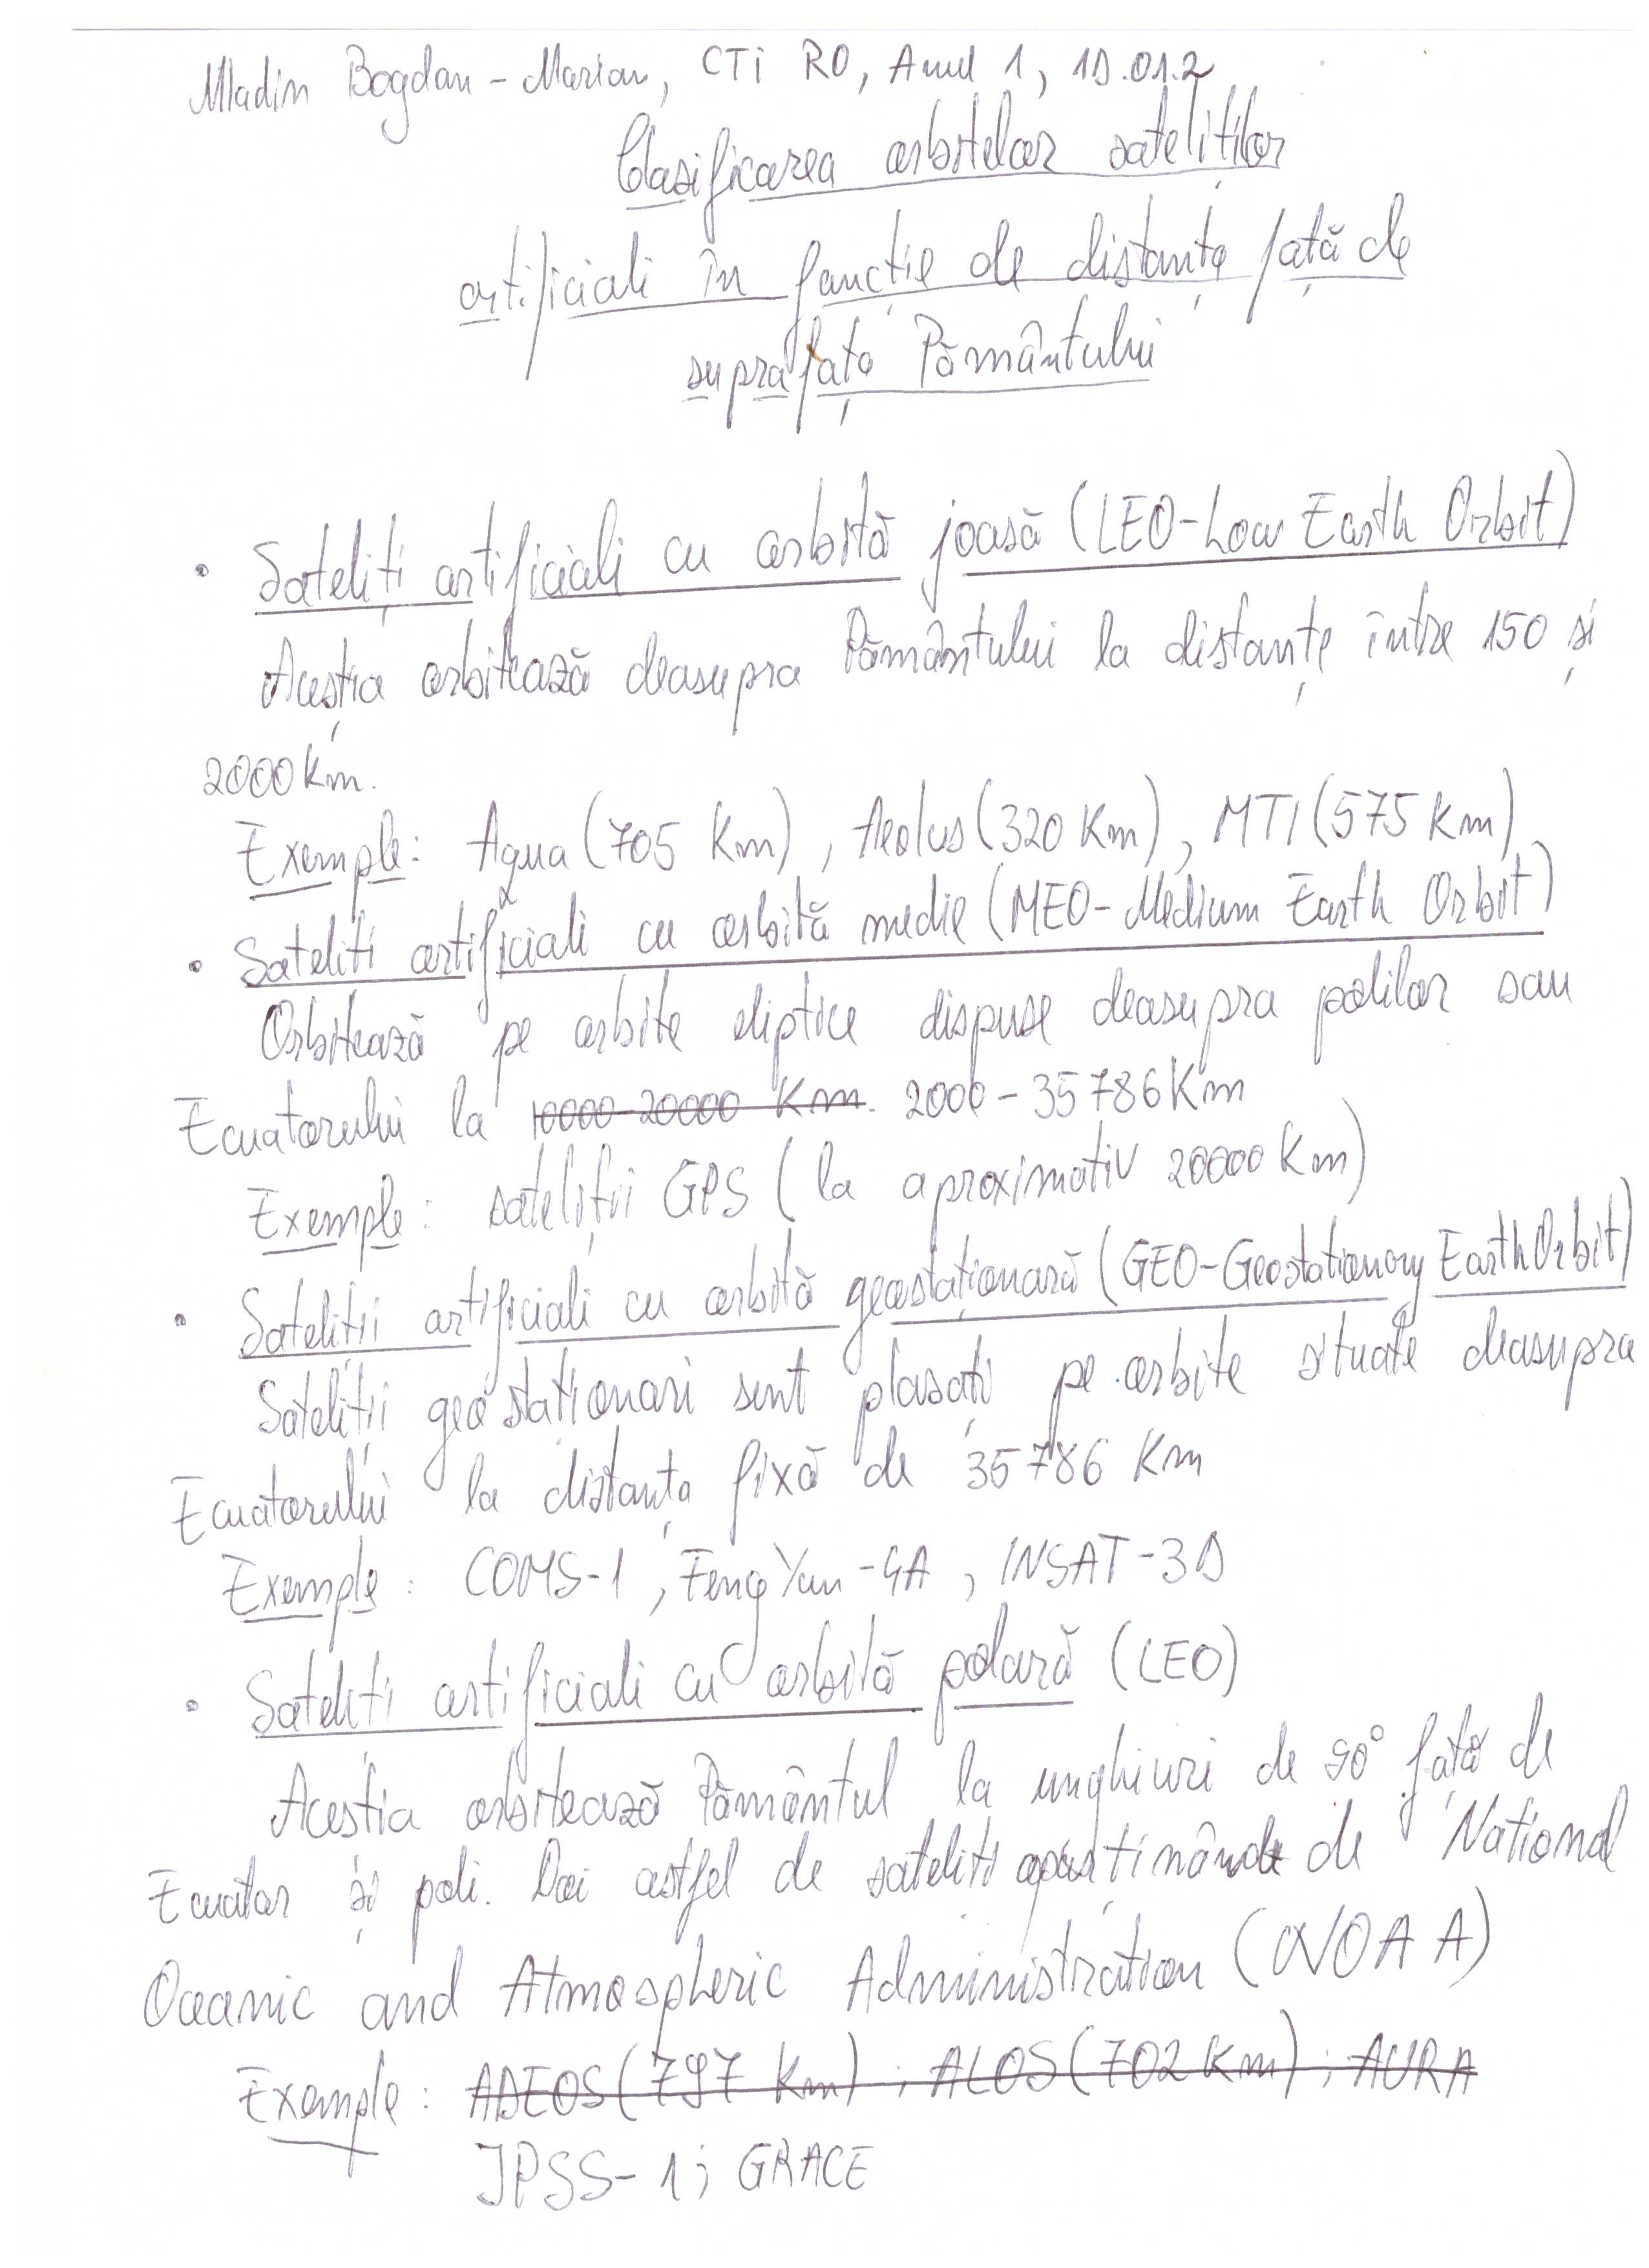 Mladin Bogdan-Marian, CTI RO, Anul 1, 1D.01.2
Clasificarea orbitelor sateliților
artificiali în funcție de distanța față de
suprafața Pământului
• Sateliți artificiali cu orbită joasă (LEO-Low Earth Orbit)
Aceștia orbitează deasupra Pământului la distanțe între 150 și
2000 Km.
Exemple: Aqua (705 Km), Aeolus (320 Km), MTI (575 Km)
• Sateliti artificiali cu orbită medie (MEO-Medium Earth Orbit)
Orbitează pe orbite eliptice dispuse deasupra polilor sau
Ecuatorului la 10000-20000 Km. 2000-35786 Km
Exemple: sateliții GPS (la aproximativ 20000 Km)
• Sateliții artificiali cu orbită geostaționară (GEO-Geostationary Earth Orbit)
Sateliții geostaționari sunt plasați pe orbite situate deasupra
Ecuatorului la distanța fixă de 35786 Km
Exemple: COMS-1, FengYun-4A, INSAT-3D
• Sateliți artificiali cu orbită polară (LEO)
Aceștia orbitează Pământul la unghiuri de 90° față de
Ecuator și poli. Doi astfel de sateliți aparținând de National
Oceanic and Atmospheric Administration (NOAA)
Exemple: ADEOS (797 Km); ALOS (702 Km); AURA
JPSS-1; GRACE